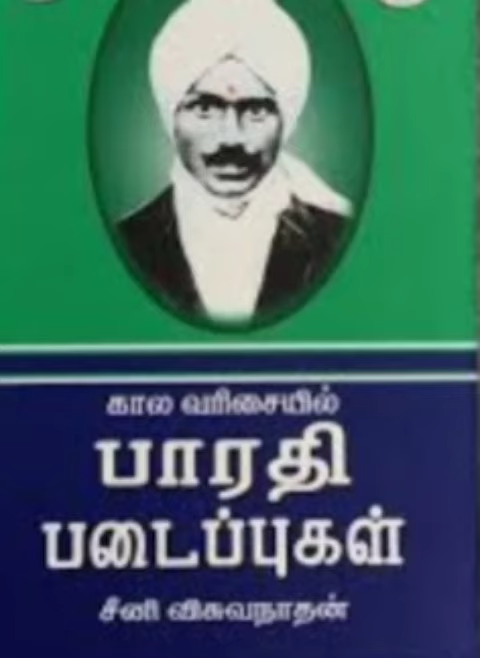 கால வரிசையில்
பாரதி
படைப்புகள்
சீனி விசுவநாதன்